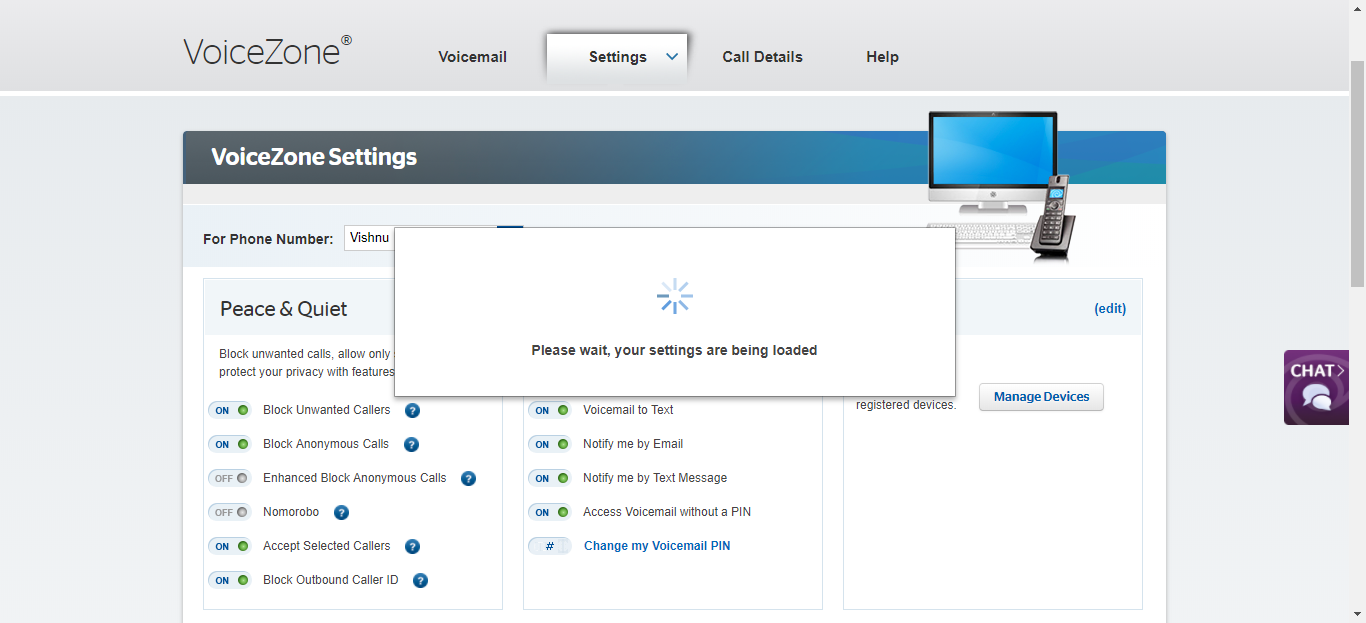 VoiceZone®
Voicemail
Settings
Call Details
Help
VoiceZone Settings
For Phone Number:
Vishnu
Peace & Quiet
(edit)
Please wait, your settings are being loaded
Block unwanted calls, allow only
protect your privacy with features
registered devices.
Manage Devices
CHAT>
ON Block Unwanted Callers ?
ON Block Anonymous Calls ?
OFF Enhanced Block Anonymous Calls ?
OFF Nomorobo ?
ON Accept Selected Callers ?
ON Block Outbound Caller ID ?
ON Voicemail to Text
ON Notify me by Email
ON Notify me by Text Message
ON Access Voicemail without a PIN
# Change my Voicemail PIN